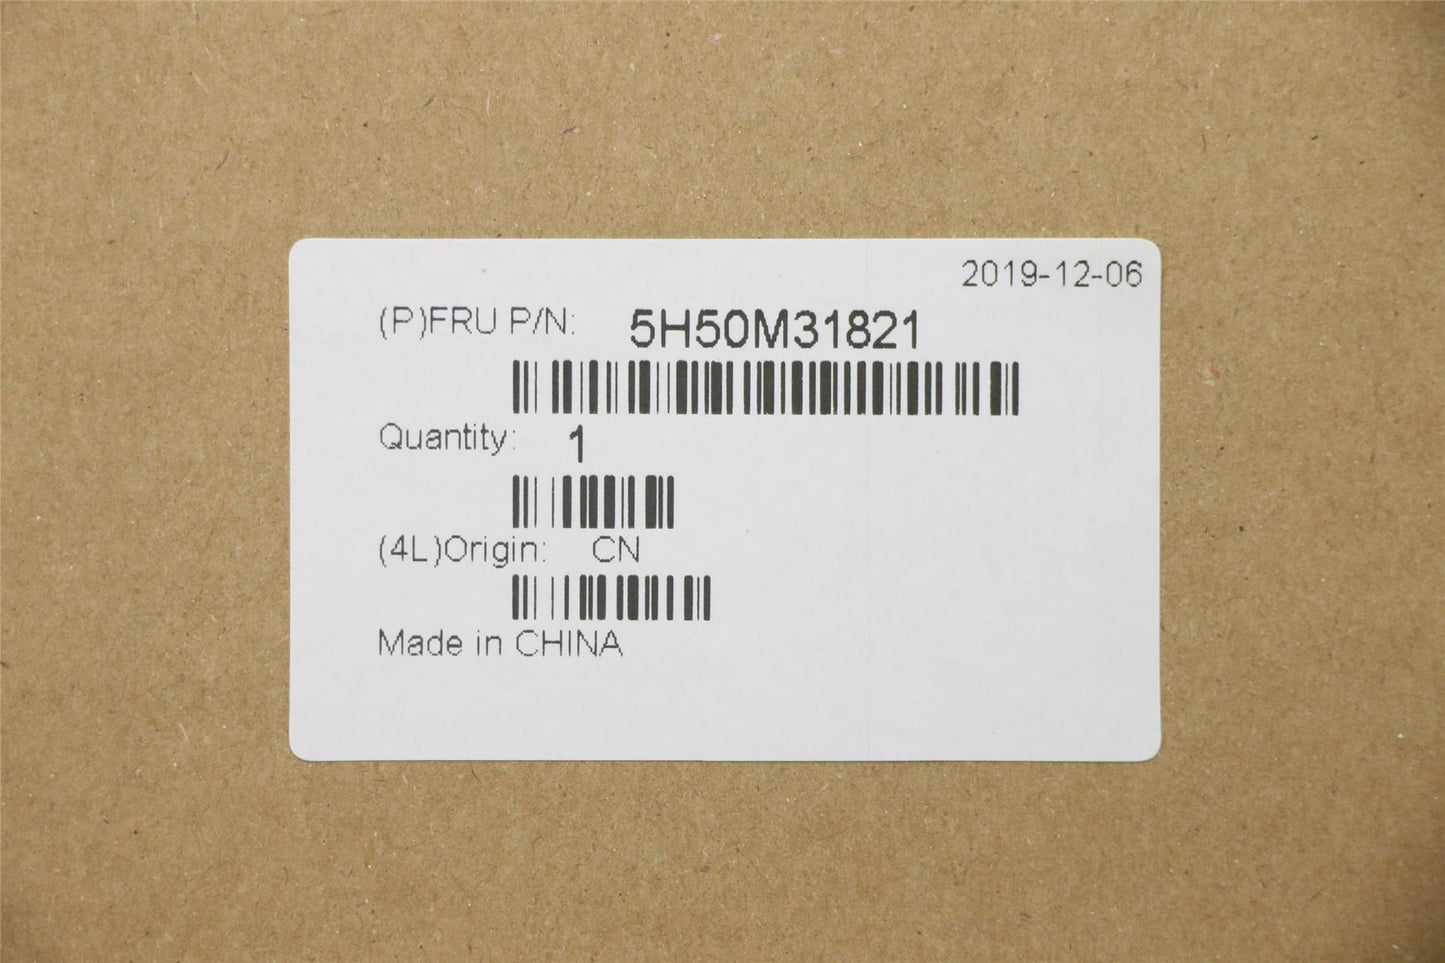 2019-12-06
(P)FRU P/N: 5H50M31821
Quantity: 1
(4L)Origin: CN
Made in CHINA